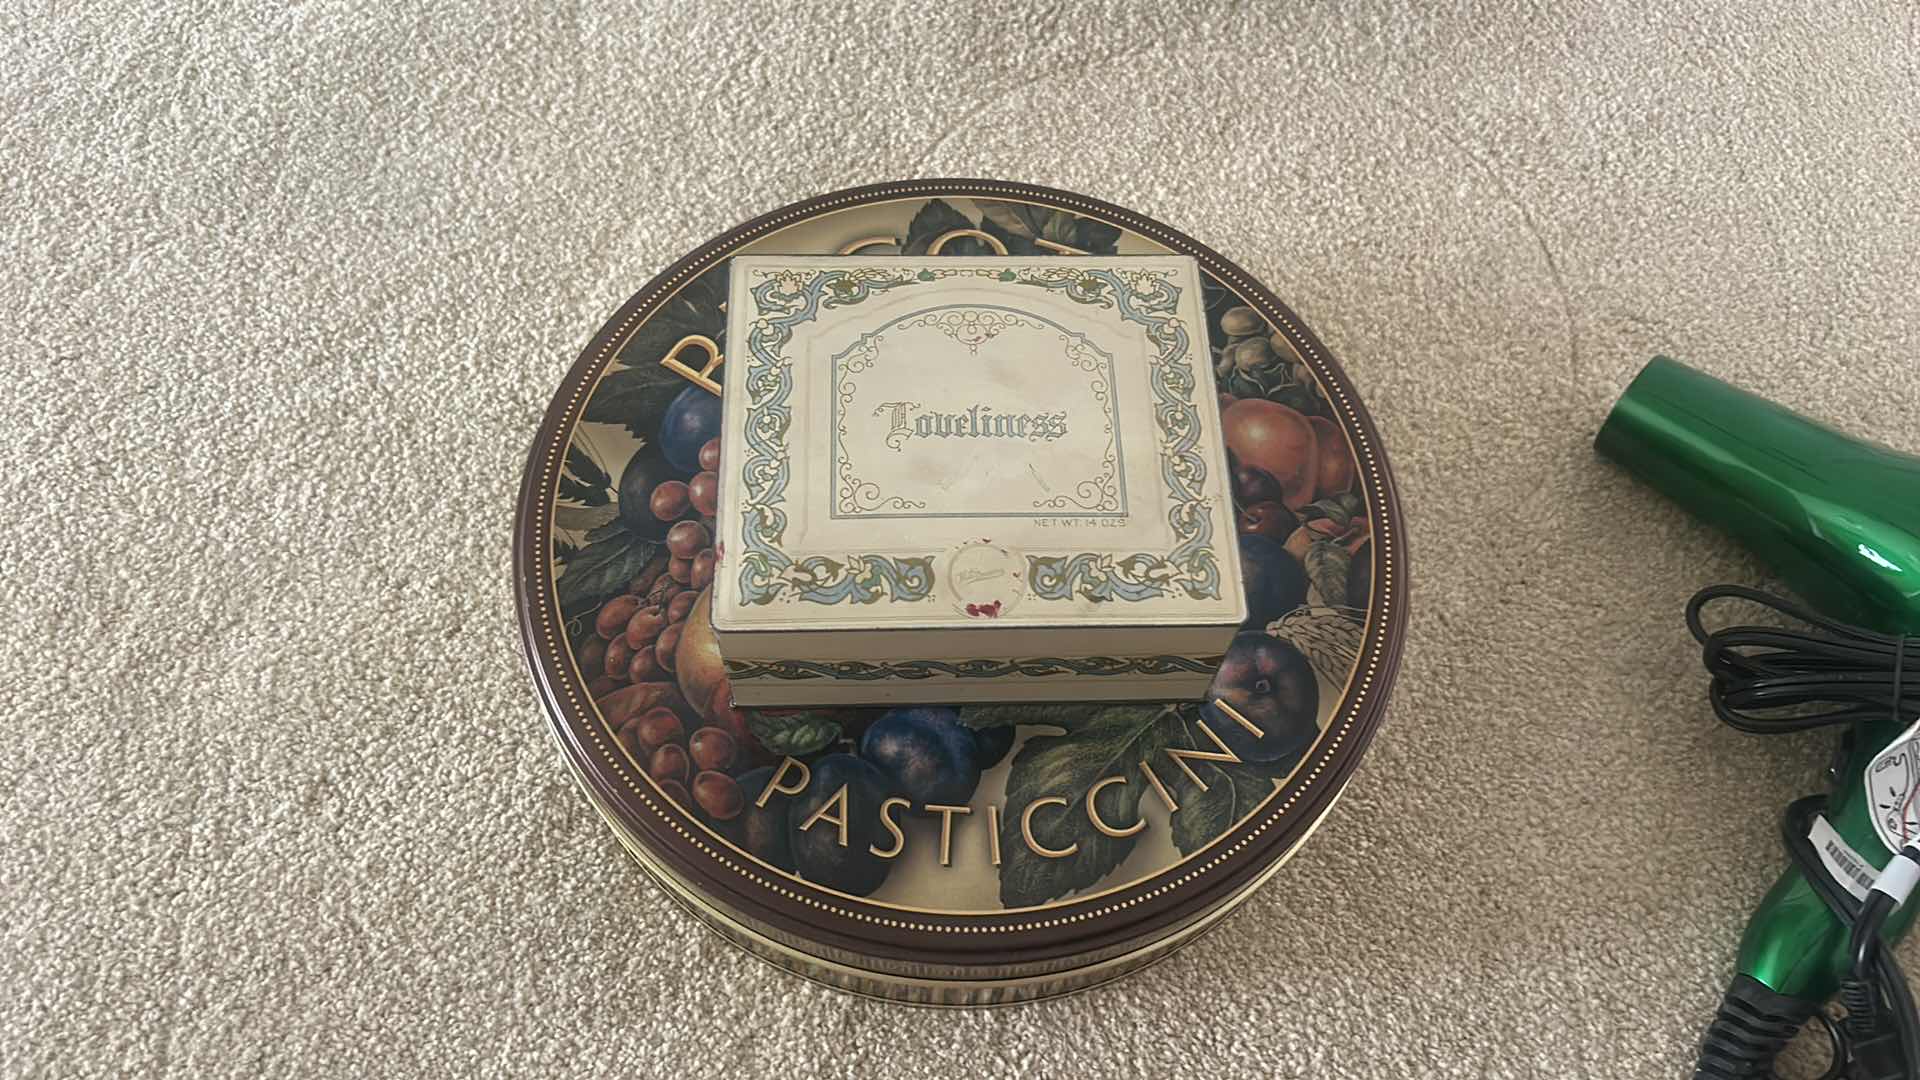 Loveliness
NET WT. 14 OZS
PASTICCINI